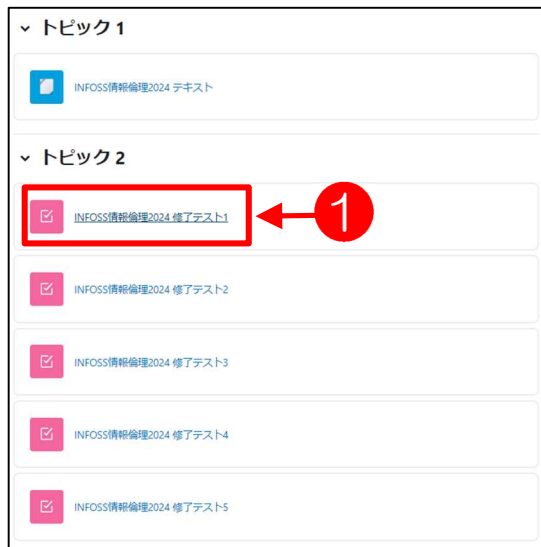 トピック 1
INFOSS情報倫理2024 テキスト
トピック 2
INFOSS情報倫理2024 修了テスト1
1
INFOSS情報倫理2024 修了テスト2
INFOSS情報倫理2024 修了テスト3
INFOSS情報倫理2024 修了テスト4
INFOSS情報倫理2024 修了テスト5